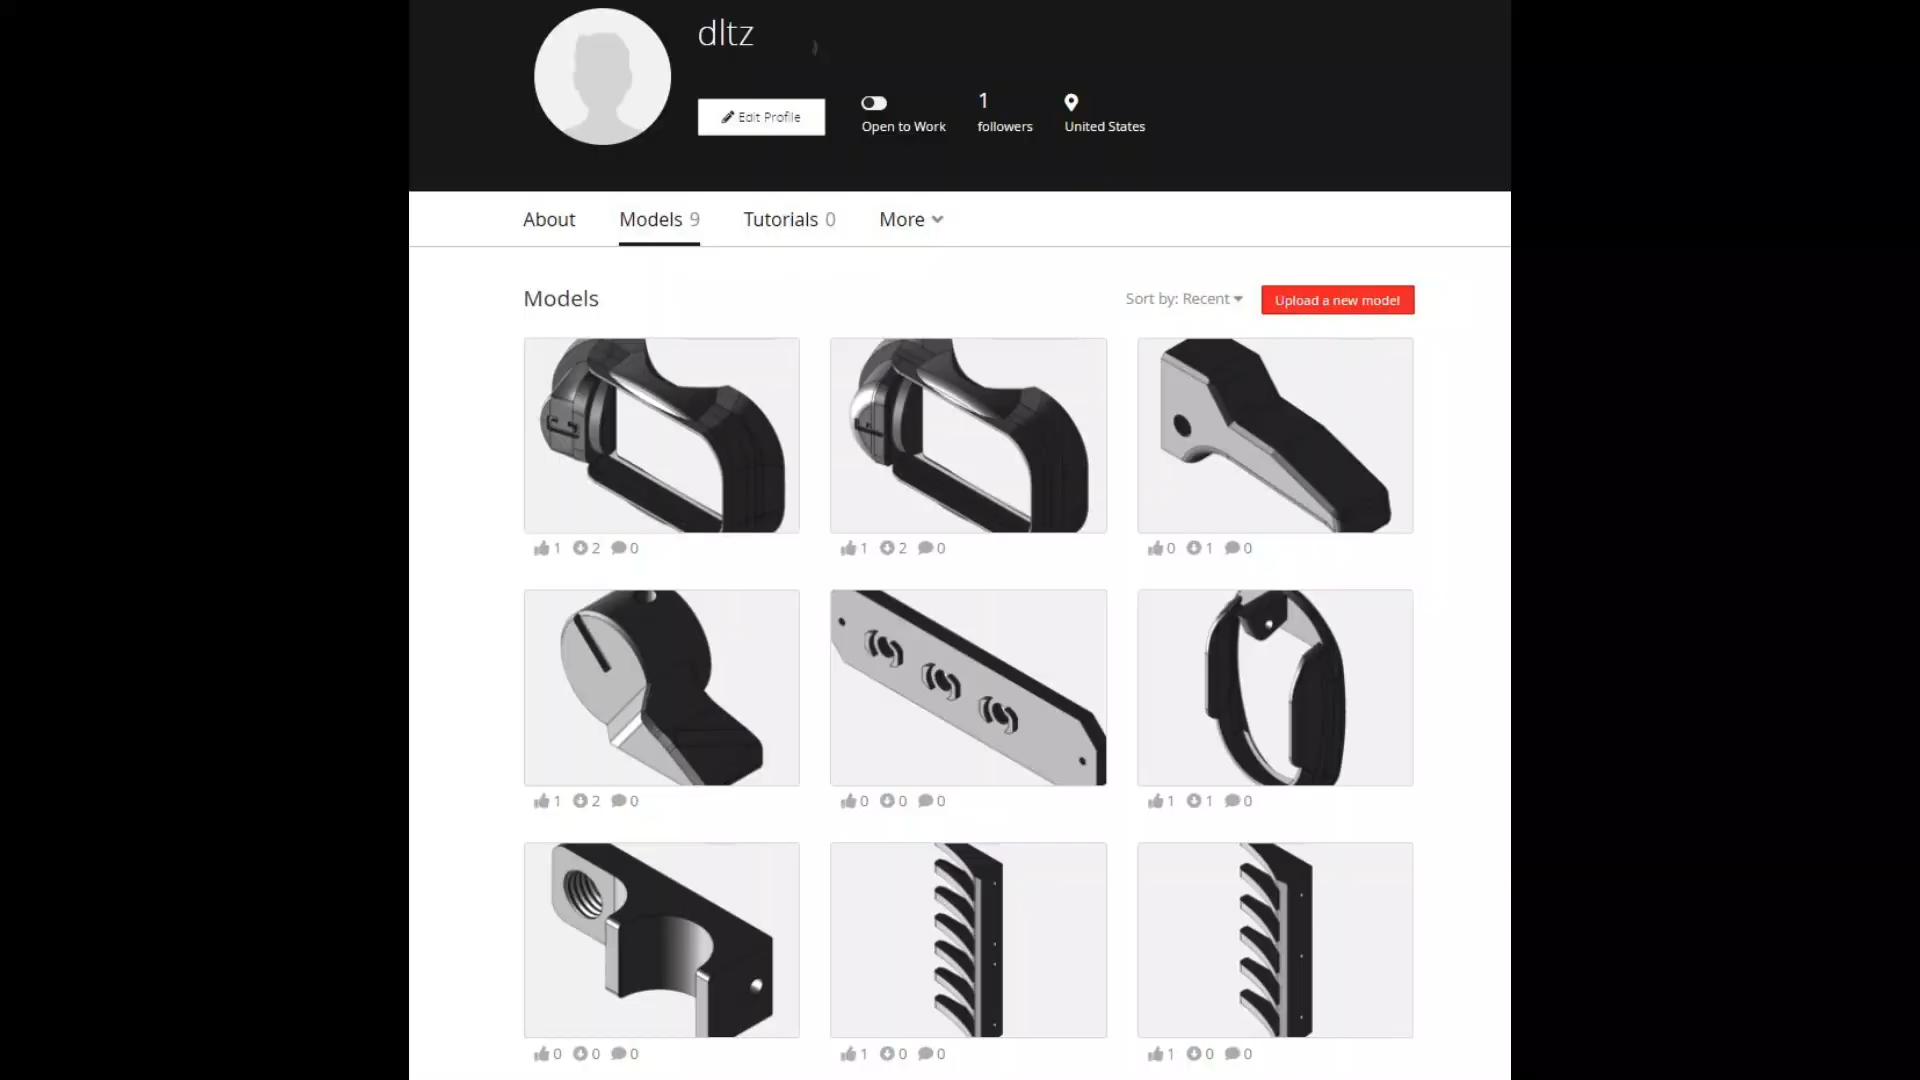 dltz
Edit Profile
Open to Work
1
followers
United States
About
Models 9
Tutorials 0
More
Models
Sort by: Recent
Upload a new model
1 2 0
1 2 0
0 1 0
1 2 0
0 0 0
1 1 0
0 0 0
1 0 0
1 0 0